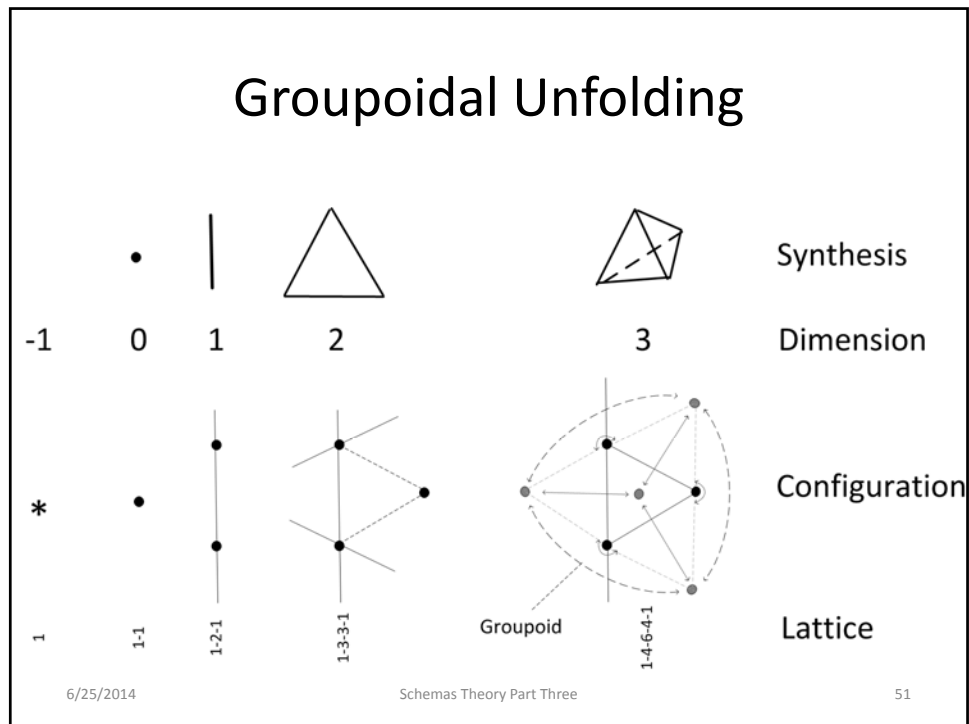 Groupoidal Unfolding
Synthesis
-1 0 1 2 3 Dimension
* Configuration
Groupoid
1 1-1 1-2-1 1-3-3-1 1-4-6-4-1 Lattice
6/25/2014 Schemas Theory Part Three 51